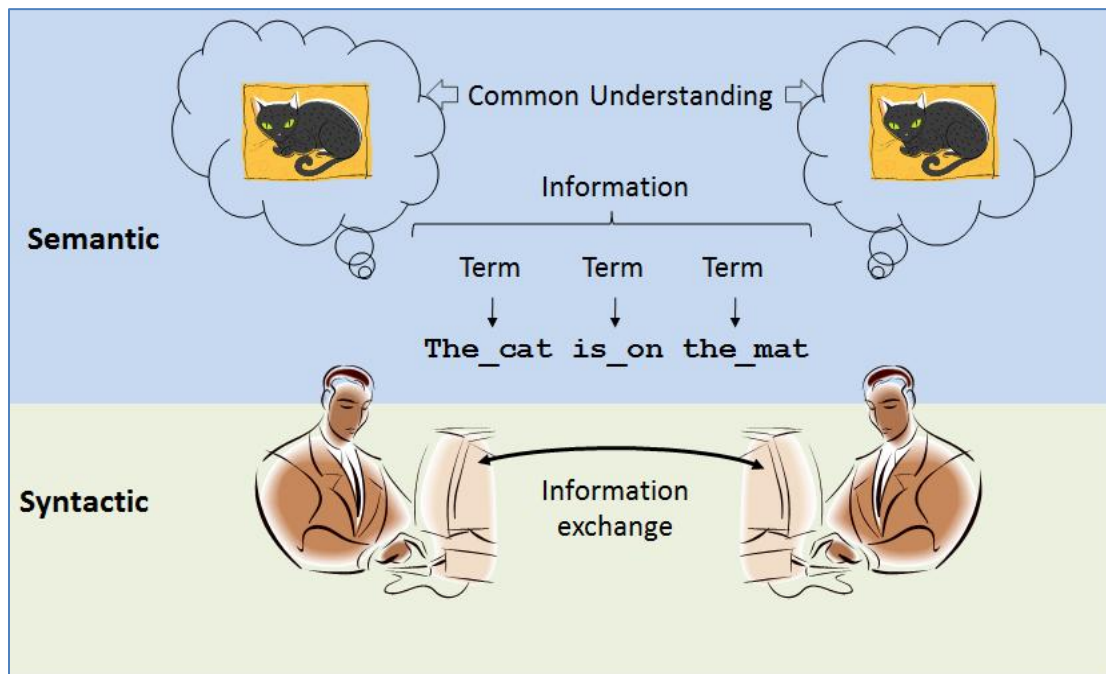 Common Understanding
Information
Semantic
Term Term Term
The_cat is_on the_mat
Syntactic
Information
exchange